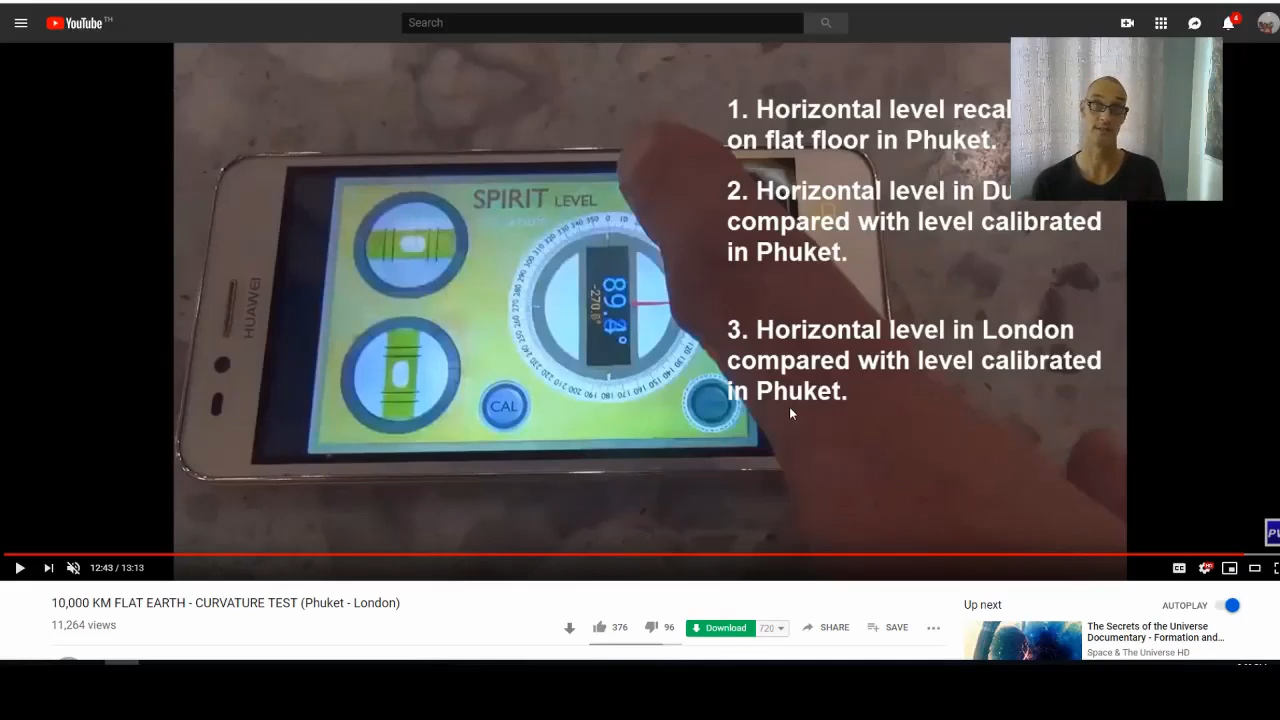 YouTube TH
Search
4
1. Horizontal level recal
on flat floor in Phuket.
2. Horizontal level in Du
compared with level calibrated
in Phuket.
3. Horizontal level in London
compared with level calibrated
in Phuket.
SPIRIT LEVEL
HUAWEI
CAL
12:43 / 13:13
10,000 KM FLAT EARTH - CURVATURE TEST (Phuket - London)
11,264 views
376
96
Download
720
SHARE
SAVE
Up next
AUTOPLAY
The Secrets of the Universe
Documentary - Formation and...
Space & The Universe HD